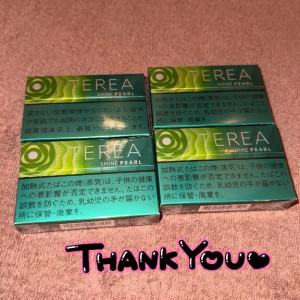 TEREA
SHINE PEARL
TEREA
SHINE PEARL
TEREA
SHINE PEARL
加熱式たばこの煙(蒸気)は、子供の健康
への悪影響が否定できません。たばこの
誤飲を防ぐため、乳幼児の手が届かない
所に保管・廃棄を。
TEREA
SHINE PEARL
加熱式たばこの煙(蒸気)は、子供の健康
への悪影響が否定できません。たばこの
誤飲を防ぐため、乳幼児の手が届かない
所に保管・廃棄を。
THANK YOU